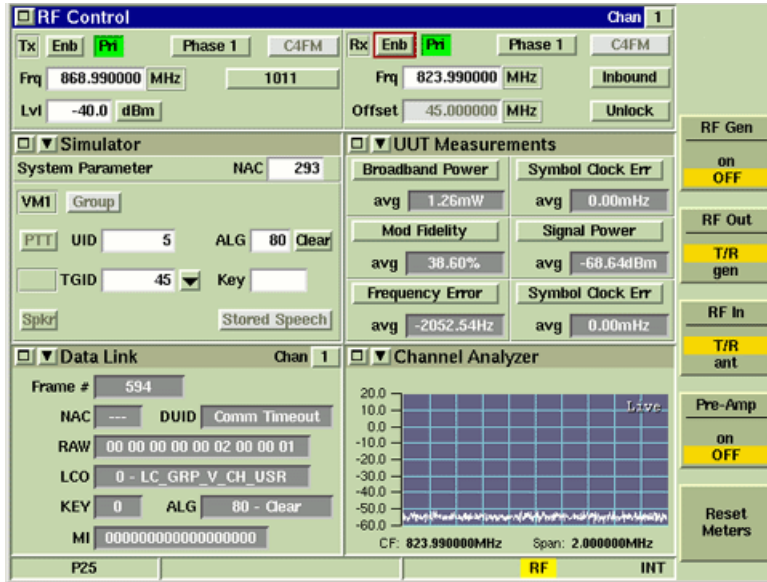 RF Control Chan 1
Tx Enb Pri Phase 1 C4FM
Frq 868.990000 MHz 1011
Lvl -40.0 dBm
Rx Enb Pri Phase 1 C4FM
Frq 823.990000 MHz Inbound
Offset 45.000000 MHz Unlock
Simulator
System Parameter NAC 293
VM1 Group
PTT UID 5 ALG 80 Clear
TGID 45 Key
Spkr Stored Speech
UUT Measurements
Broadband Power Symbol Clock Err
avg 1.26mW avg 0.00mHz
Mod Fidelity Signal Power
avg 38.60% avg -68.64dBm
Frequency Error Symbol Clock Err
avg -2052.54Hz avg 0.00mHz
Data Link Chan 1
Frame # 594
NAC --- DUID Comm Timeout
RAW 00 00 00 00 00 02 00 00 01
LCO 0 - LC_GRP_V_CH_USR
KEY 0 ALG 80 - Clear
MI 000000000000000000
Channel Analyzer
Live
20.0
10.0
0.0
-10.0
-20.0
-30.0
-40.0
-50.0
-60.0
CF: 823.990000MHz Span: 2.000000MHz
RF Gen
on
OFF
RF Out
T/R
gen
RF In
T/R
ant
Pre-Amp
on
OFF
Reset
Meters
P25 RF INT